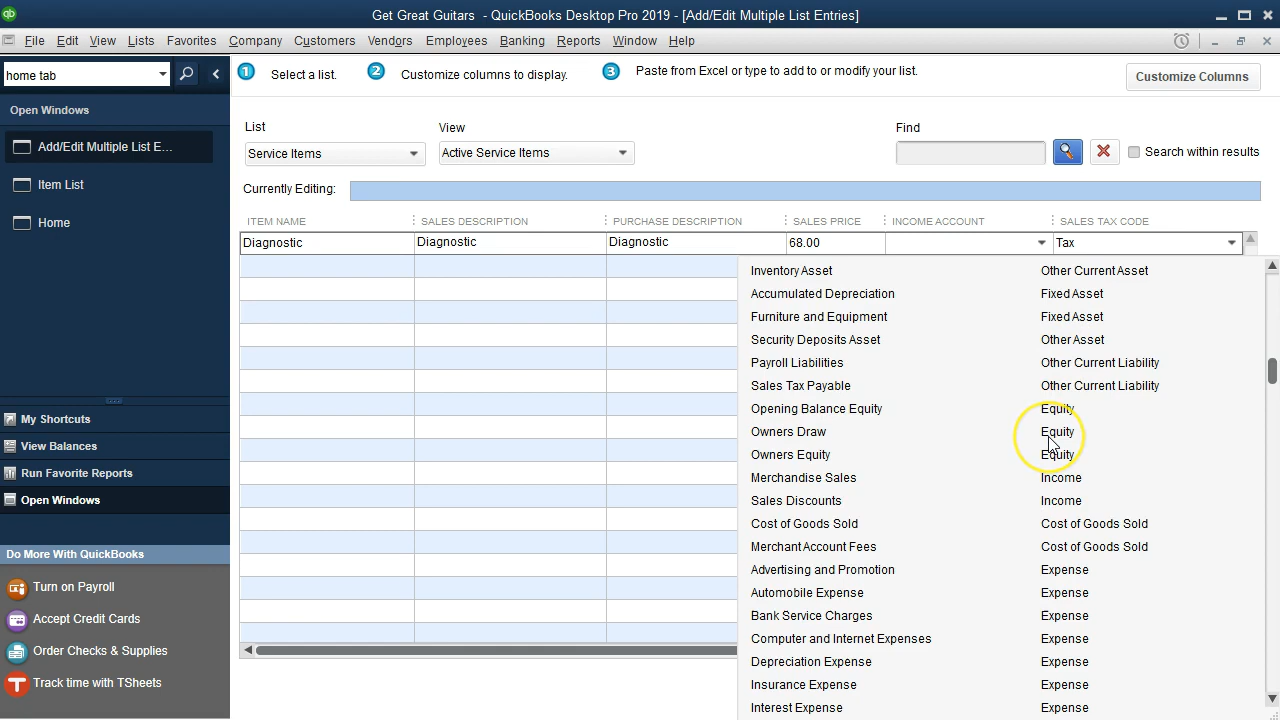 Get Great Guitars - QuickBooks Desktop Pro 2019 - [Add/Edit Multiple List Entries]
File Edit View Lists Favorites Company Customers Vendors Employees Banking Reports Window Help
home tab
1 Select a list. 2 Customize columns to display. 3 Paste from Excel or type to add to or modify your list. Customize Columns
Open Windows
Add/Edit Multiple List E...
Item List
Home
List View Find
Service Items Active Service Items Search within results
Currently Editing:
ITEM NAME SALES DESCRIPTION PURCHASE DESCRIPTION SALES PRICE INCOME ACCOUNT SALES TAX CODE
Diagnostic Diagnostic Diagnostic 68.00 Tax
Inventory Asset Other Current Asset
Accumulated Depreciation Fixed Asset
Furniture and Equipment Fixed Asset
Security Deposits Asset Other Asset
Payroll Liabilities Other Current Liability
Sales Tax Payable Other Current Liability
Opening Balance Equity Equity
Owners Draw Equity
Owners Equity Equity
Merchandise Sales Income
Sales Discounts Income
Cost of Goods Sold Cost of Goods Sold
Merchant Account Fees Cost of Goods Sold
Advertising and Promotion Expense
Automobile Expense Expense
Bank Service Charges Expense
Computer and Internet Expenses Expense
Depreciation Expense Expense
Insurance Expense Expense
Interest Expense Expense
My Shortcuts
View Balances
Run Favorite Reports
Open Windows
Do More With QuickBooks
Turn on Payroll
Accept Credit Cards
Order Checks & Supplies
Track time with TSheets